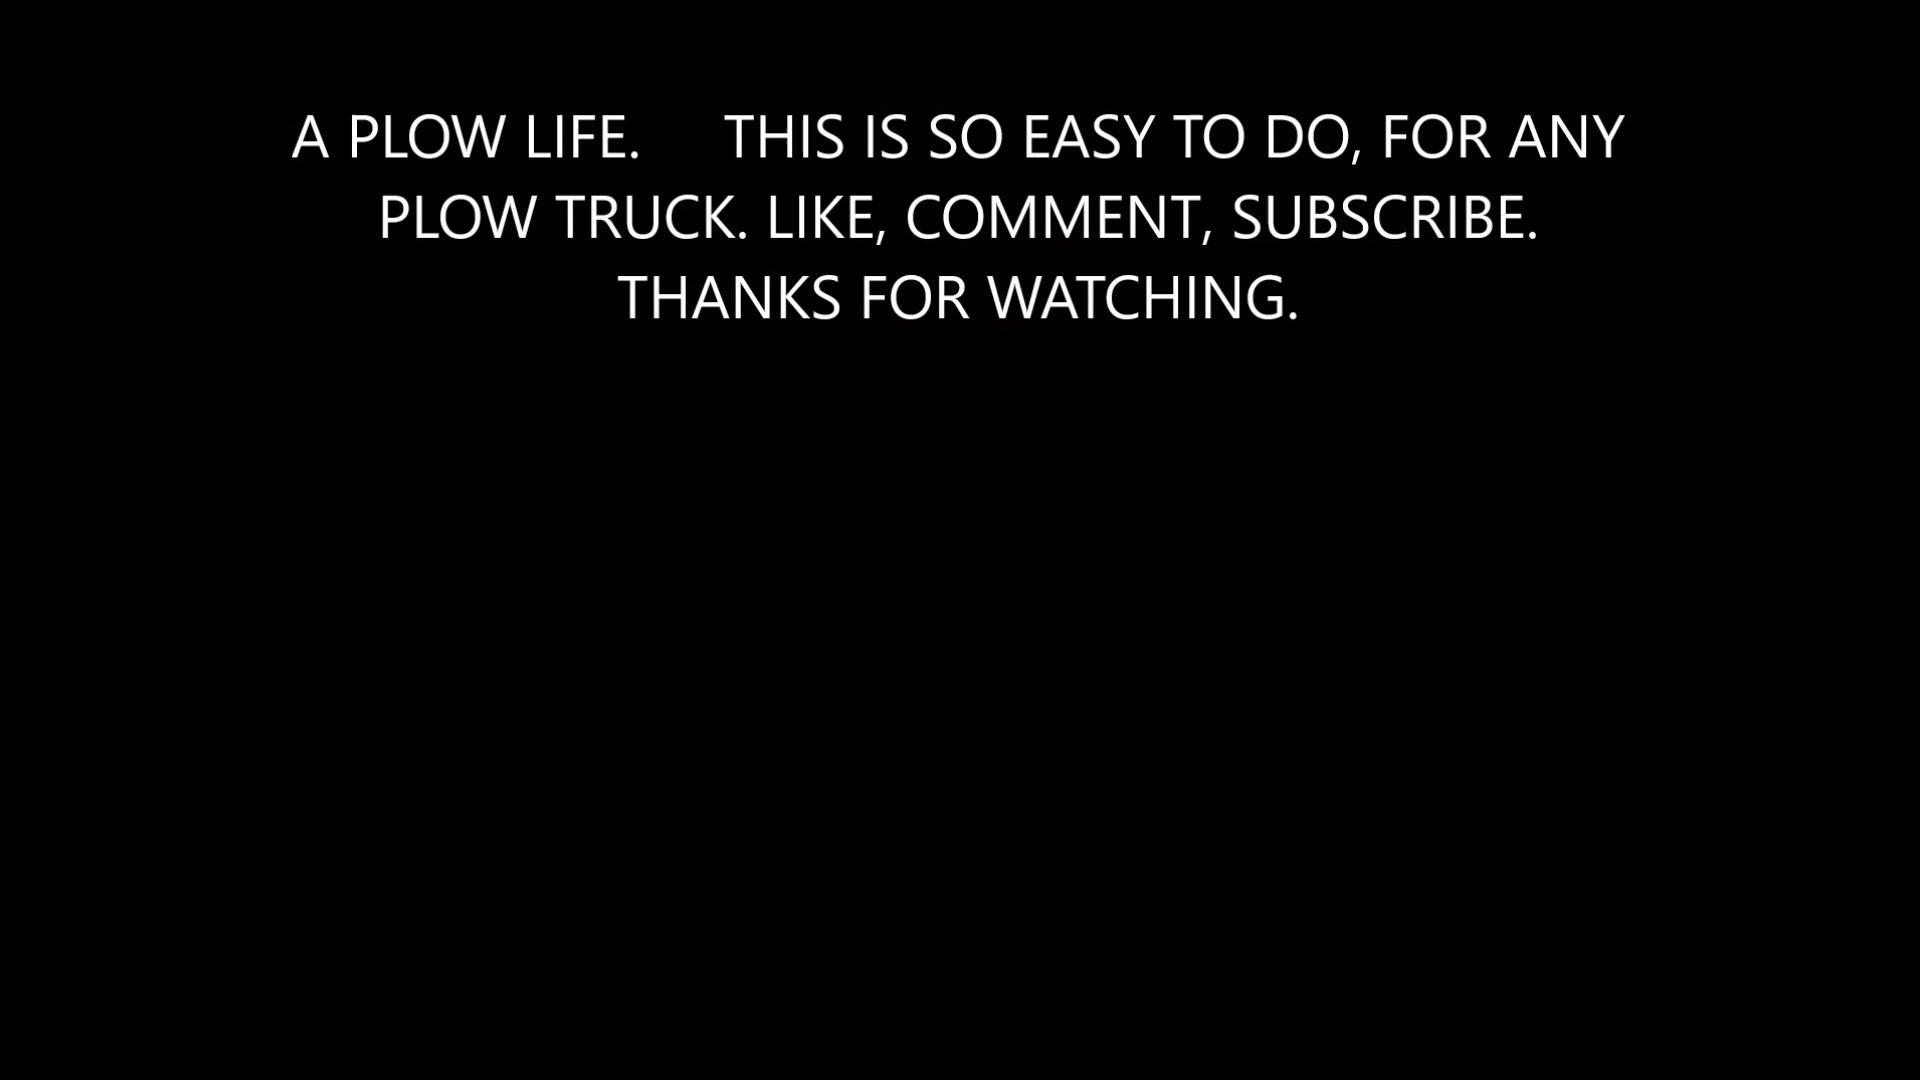 A PLOW LIFE.     THIS IS SO EASY TO DO, FOR ANY
PLOW TRUCK. LIKE, COMMENT, SUBSCRIBE.
THANKS FOR WATCHING.